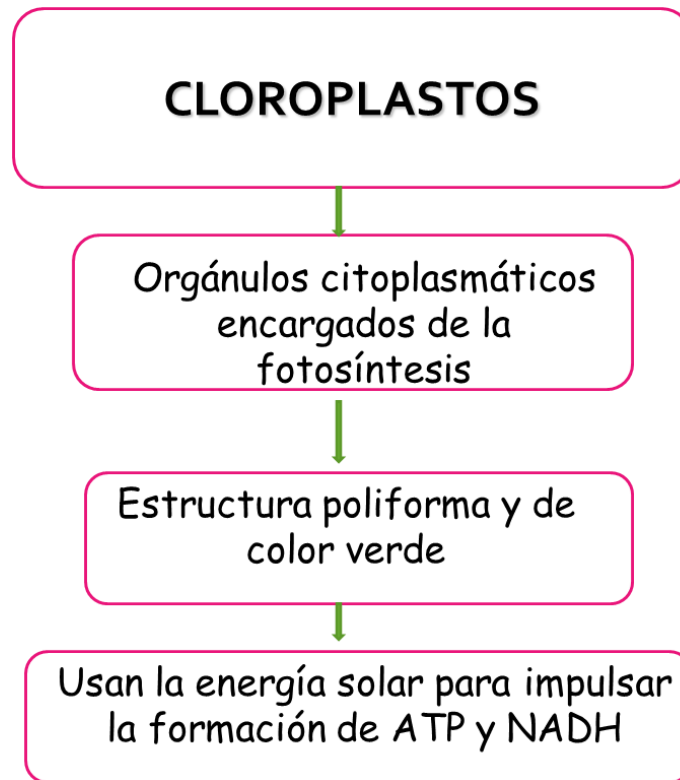 CLOROPLASTOS
Orgánulos citoplasmáticos
encargados de la
fotosíntesis
Estructura poliforma y de
color verde
Usan la energía solar para impulsar
la formación de ATP y NADH